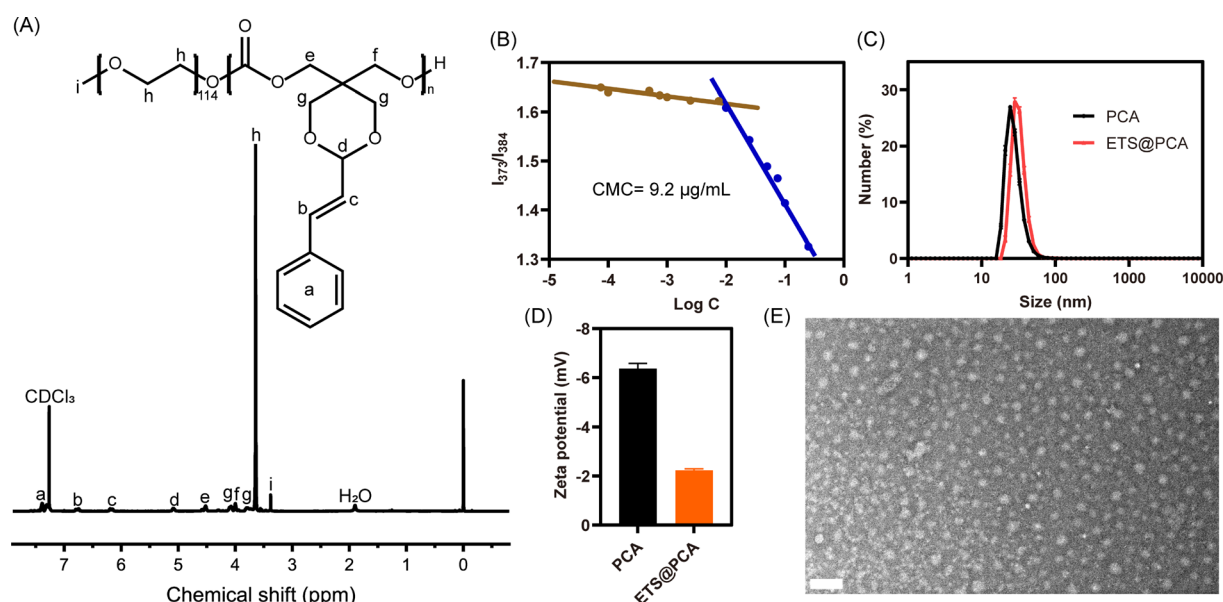 (A)
O
h
O
i
h
114
O
O
e
f
O
H
n
g
g
O
O
d
b
c
a
h
CDCl₃
a
b
c
d
e
g
f
g
i
H₂O
7
6
5
4
3
2
1
0
Chemical shift (ppm)
(B)
1.7
1.6
1.5
1.4
1.3
I373/I384
CMC= 9.2 μg/mL
-5
-4
-3
-2
-1
0
Log C
(C)
30
20
10
0
Number (%)
PCA
ETS@PCA
1
10
100
1000
10000
Size (nm)
(D)
-8
-6
-4
-2
0
Zeta potential (mV)
PCA
ETS@PCA
(E)